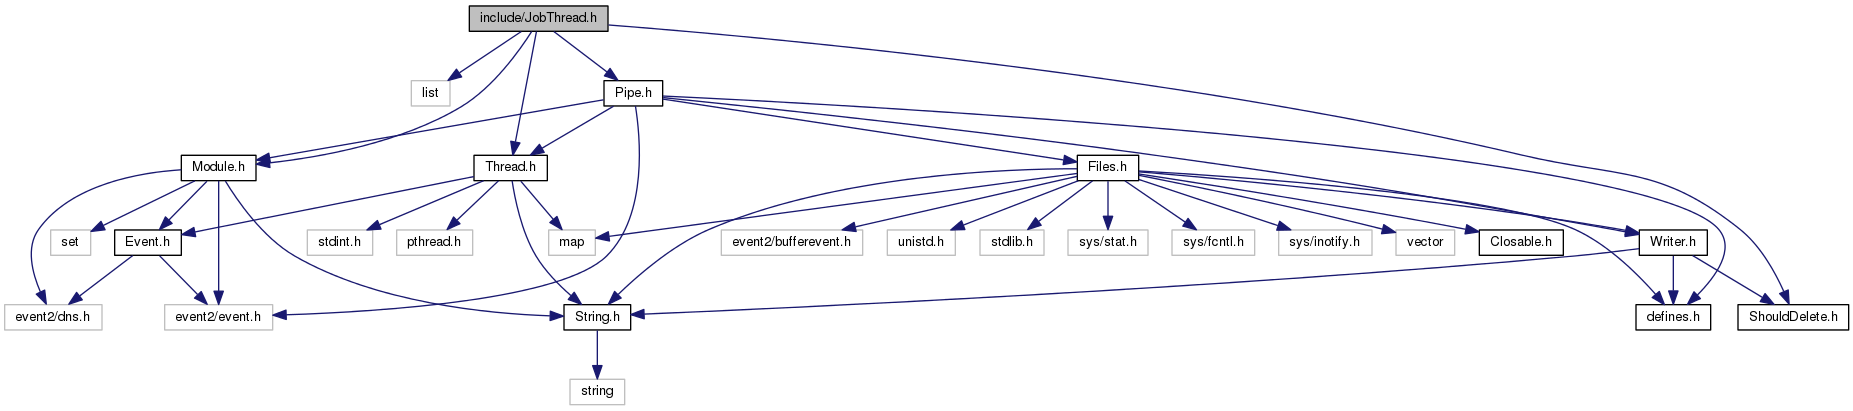 include/JobThread.h
list
Pipe.h
Module.h
Thread.h
Files.h
set
Event.h
stdint.h
pthread.h
map
event2/bufferevent.h
unistd.h
stdlib.h
sys/stat.h
sys/fcntl.h
sys/inotify.h
vector
Closable.h
Writer.h
event2/dns.h
event2/event.h
String.h
defines.h
ShouldDelete.h
string